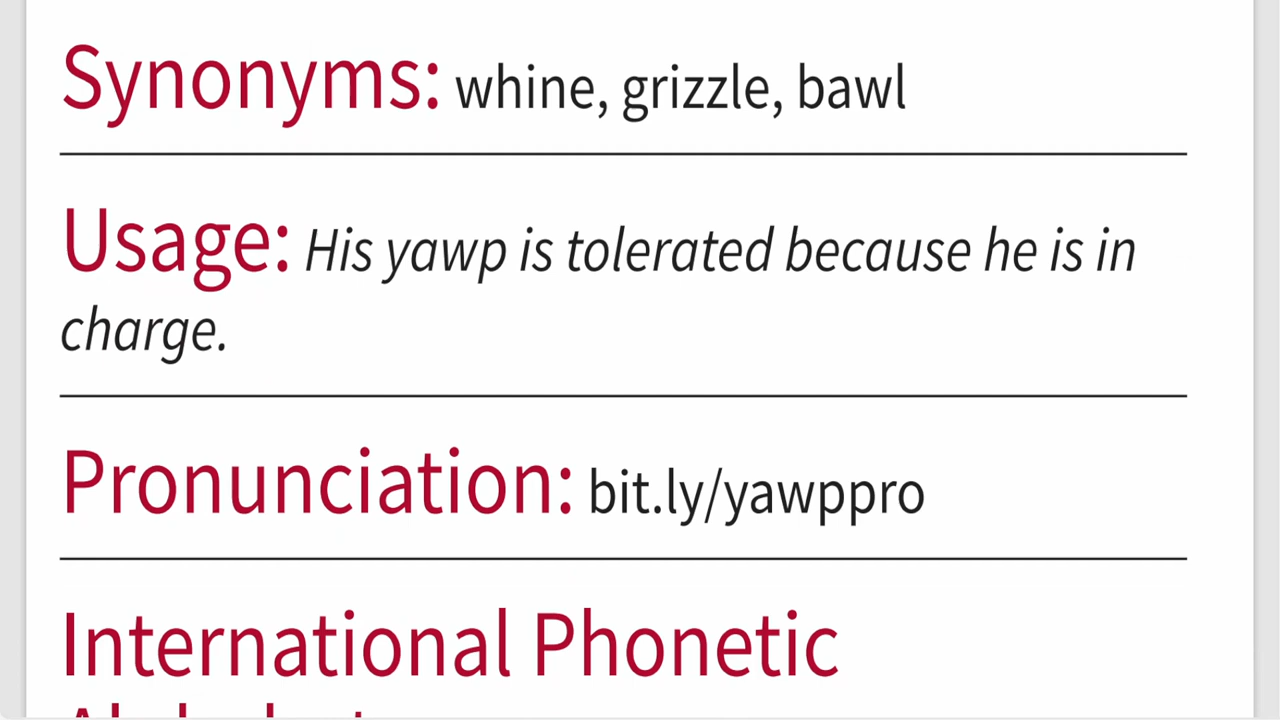 Synonyms: whine, grizzle, bawl
Usage: His yawp is tolerated because he is in
charge.
Pronunciation: bit.ly/yawppro
International Phonetic